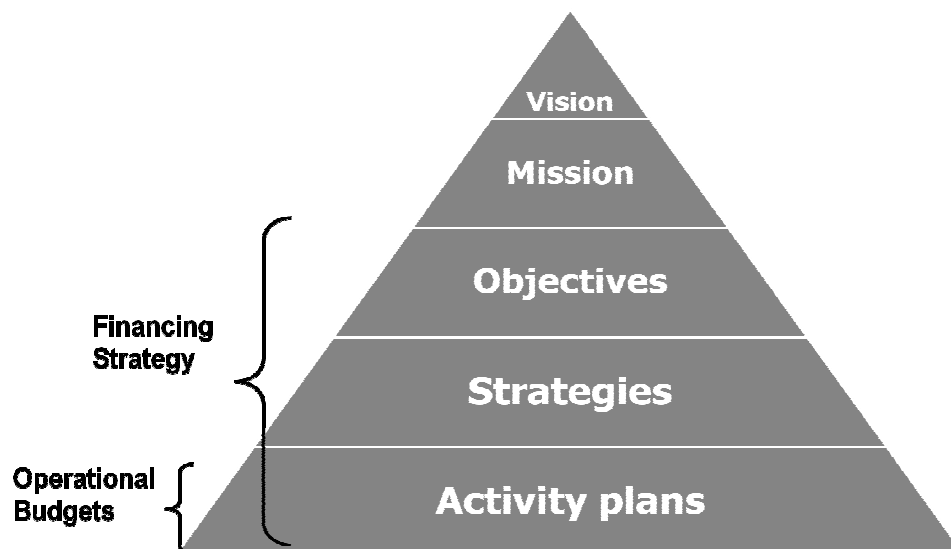 Vision
Mission
Objectives
Financing
Strategy
Strategies
Operational
Budgets
Activity plans